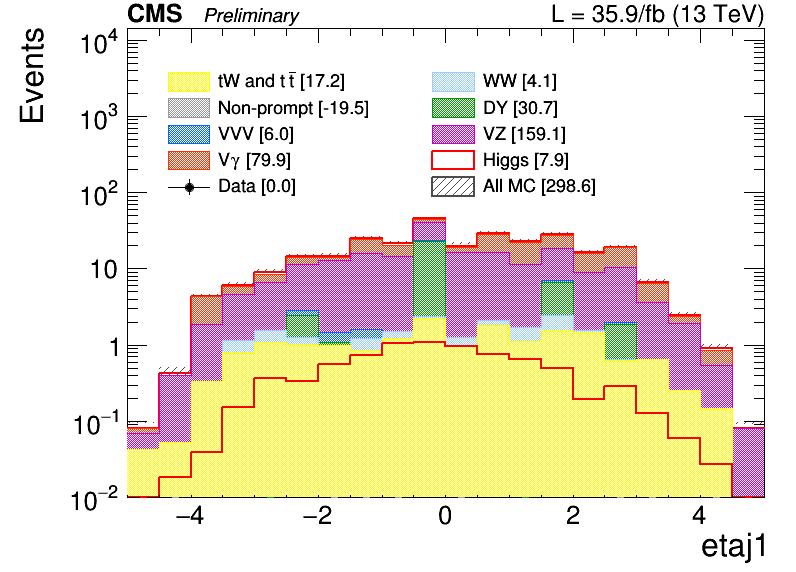 CMS Preliminary L = 35.9/fb (13 TeV)
Events
10⁴
10³
10²
10
1
10⁻¹
10⁻²
tW and tt̅ [17.2]
WW [4.1]
Non-prompt [-19.5]
DY [30.7]
VVV [6.0]
VZ [159.1]
Vγ [79.9]
Higgs [7.9]
Data [0.0]
All MC [298.6]
−4 −2 0 2 4
etaj1